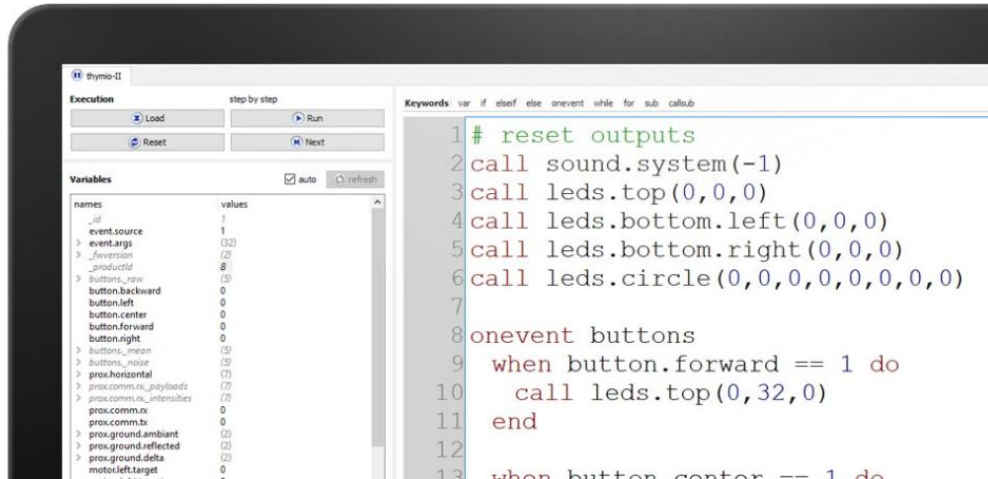 thymio-II
Execution step by step
Load Run
Reset Next
Variables auto refresh
names values
_id 1
event.source 1
event.args (32)
_fwversion (2)
_productId 8
buttons._raw (5)
button.backward 0
button.left 0
button.center 0
button.forward 0
button.right 0
buttons._mean (5)
buttons._noise (5)
prox.horizontal (7)
prox.comm.rx._payloads (7)
prox.comm.rx._intensities (7)
prox.comm.rx 0
prox.comm.tx 0
prox.ground.ambiant (2)
prox.ground.reflected (2)
prox.ground.delta (2)
motor.left.target 0
Keywords var if elseif else onevent while for sub callsub
1 # reset outputs
2 call sound.system(-1)
3 call leds.top(0,0,0)
4 call leds.bottom.left(0,0,0)
5 call leds.bottom.right(0,0,0)
6 call leds.circle(0,0,0,0,0,0,0,0)
7
8 onevent buttons
9 when button.forward == 1 do
10 call leds.top(0,32,0)
11 end
12
13 when button.center == 1 do